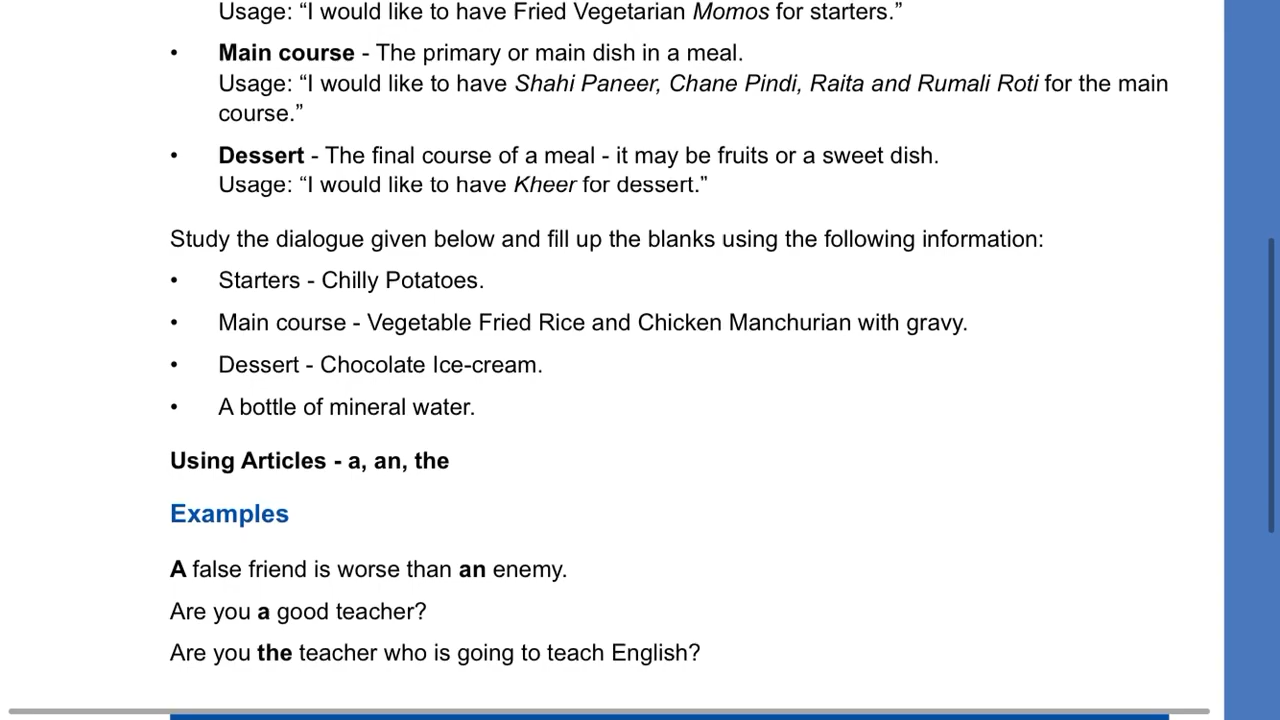 Usage: “I would like to have Fried Vegetarian Momos for starters.”
• Main course - The primary or main dish in a meal.
Usage: “I would like to have Shahi Paneer, Chane Pindi, Raita and Rumali Roti for the main
course.”
• Dessert - The final course of a meal - it may be fruits or a sweet dish.
Usage: “I would like to have Kheer for dessert.”
Study the dialogue given below and fill up the blanks using the following information:
• Starters - Chilly Potatoes.
• Main course - Vegetable Fried Rice and Chicken Manchurian with gravy.
• Dessert - Chocolate Ice-cream.
• A bottle of mineral water.
Using Articles - a, an, the
Examples
A false friend is worse than an enemy.
Are you a good teacher?
Are you the teacher who is going to teach English?